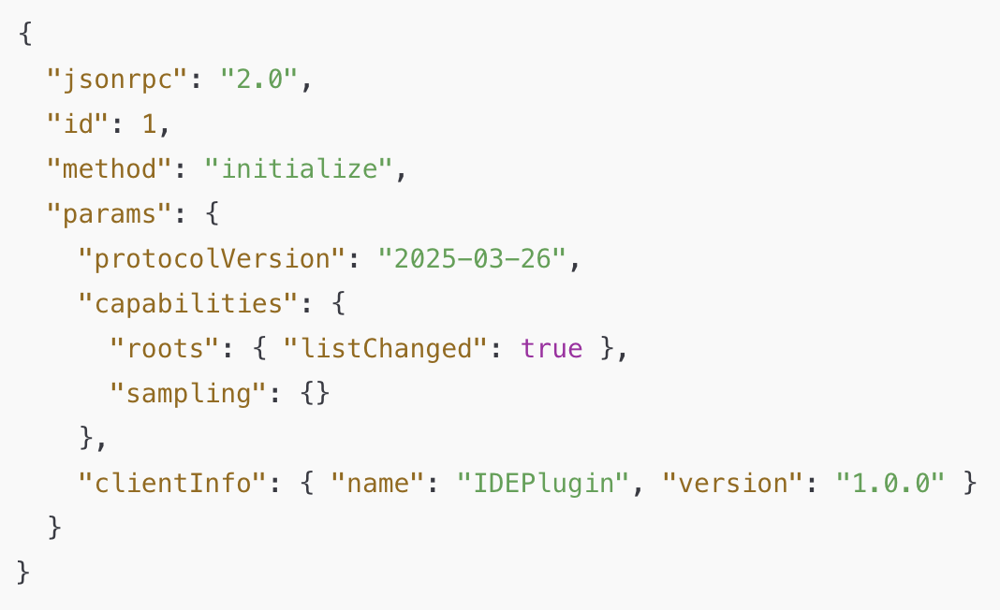 {
  "jsonrpc": "2.0",
  "id": 1,
  "method": "initialize",
  "params": {
    "protocolVersion": "2025-03-26",
    "capabilities": {
      "roots": { "listChanged": true },
      "sampling": {}
    },
    "clientInfo": { "name": "IDEPlugin", "version": "1.0.0" }
  }
}